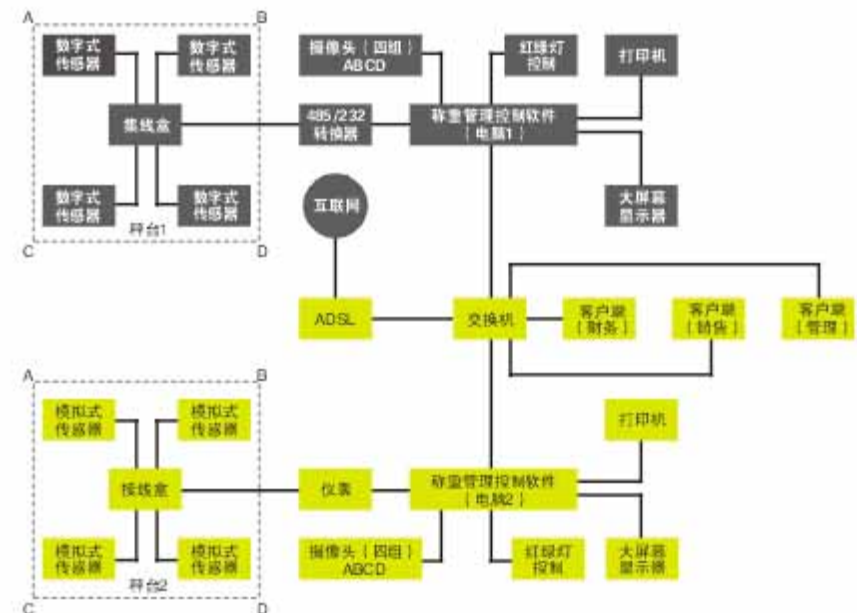 A
B
数字式
传感器
数字式
传感器
集线盒
数字式
传感器
数字式
传感器
秤台1
C
D
摄像头（四组）
ABCD
红绿灯
控制
打印机
485/232
转换器
称重管理控制软件
（电脑1）
大屏幕
显示器
互联网
ADSL
交换机
客户端
（财务）
客户端
（销售）
客户端
（管理）
A
B
模拟式
传感器
模拟式
传感器
接线盒
模拟式
传感器
模拟式
传感器
秤台2
C
D
打印机
仪表
称重管理控制软件
（电脑2）
摄像头（四组）
ABCD
红绿灯
控制
大屏幕
显示器